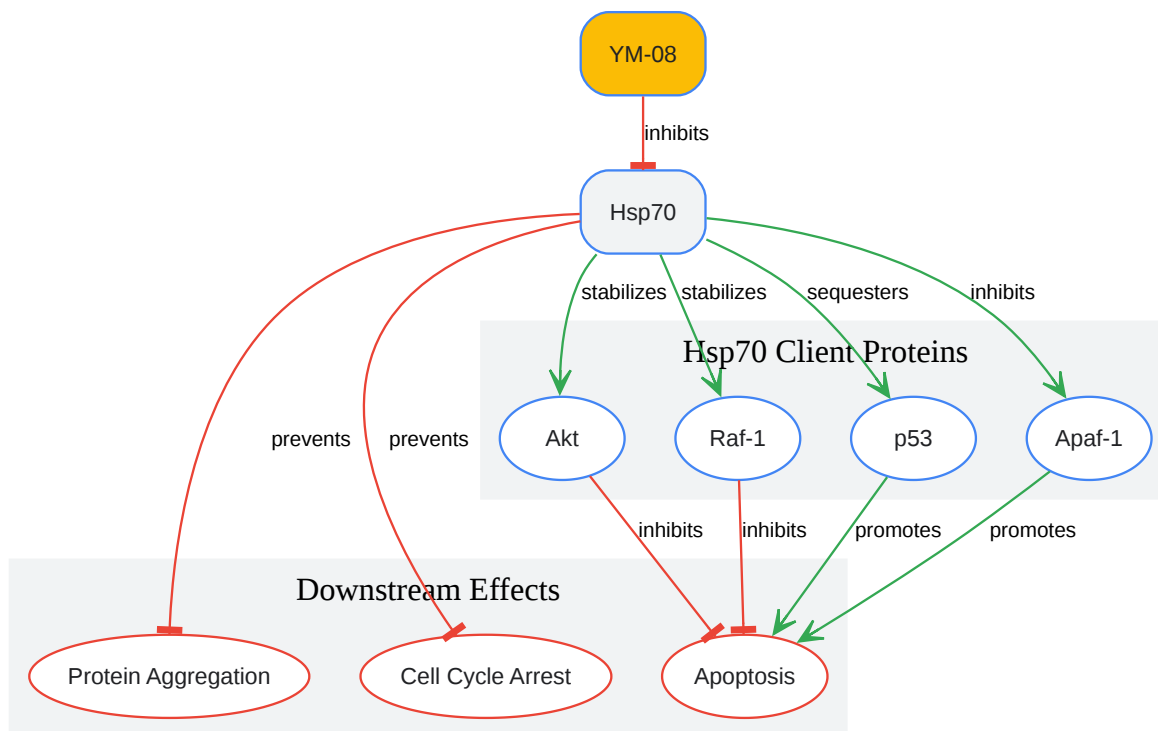 YM-08
inhibits
Hsp70
stabilizes
stabilizes
sequesters
inhibits
Hsp70 Client Proteins
Akt
Raf-1
p53
Apaf-1
prevents
prevents
inhibits
inhibits
promotes
promotes
Downstream Effects
Protein Aggregation
Cell Cycle Arrest
Apoptosis